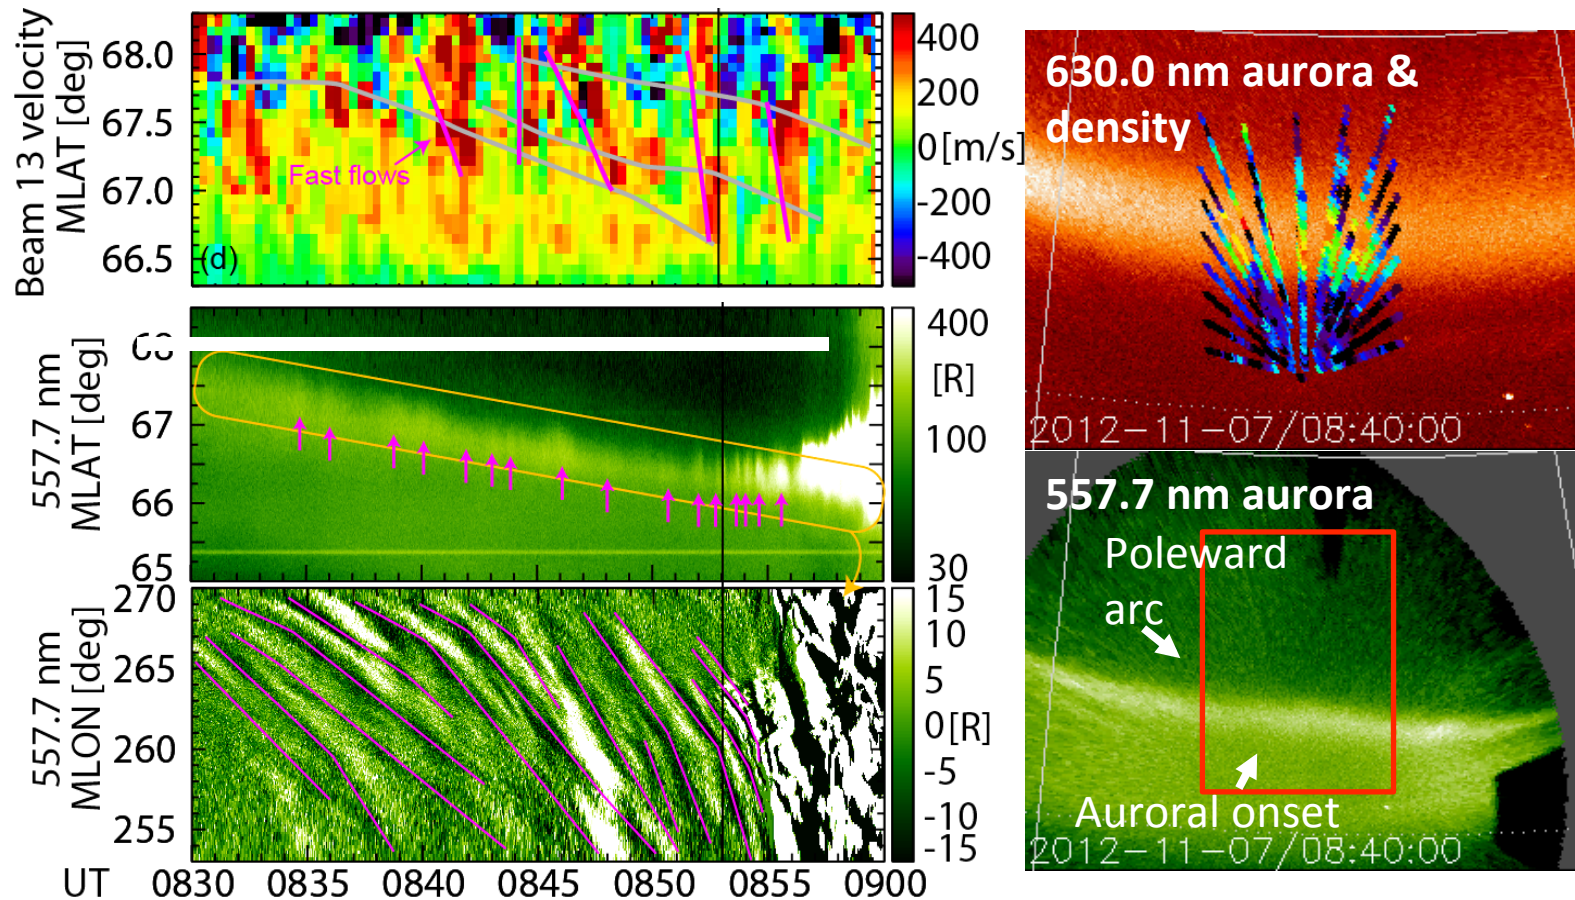 Beam 13 velocity
MLAT [deg]
68.0
67.5
67.0
66.5
Fast flows
(d)
400
200
0[m/s]
-200
-400
557.7 nm
MLAT [deg]
68
67
66
65
400
[R]
100
30
557.7 nm
MLON [deg]
270
265
260
255
15
10
5
0[R]
-5
-10
-15
UT 0830 0835 0840 0845 0850 0855 0900
630.0 nm aurora &
density
2012-11-07/08:40:00
557.7 nm aurora
Poleward
arc
Auroral onset
2012-11-07/08:40:00